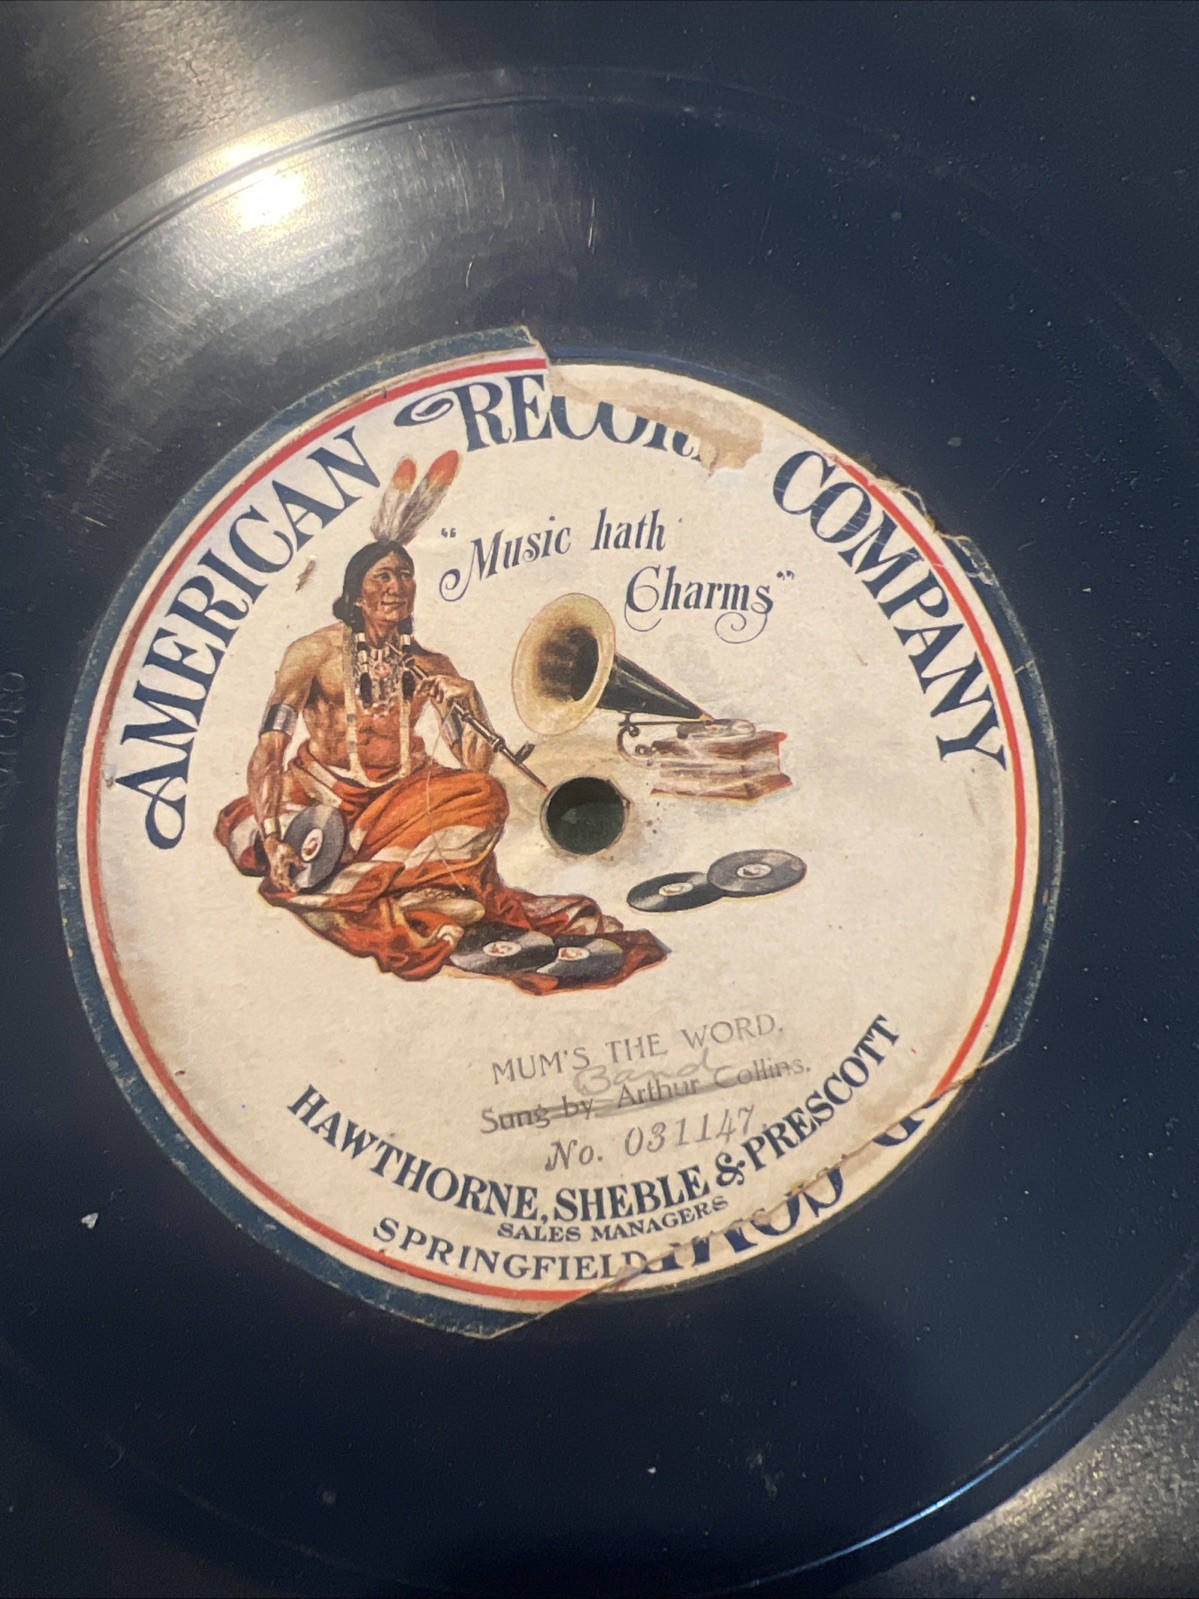 AMERICAN RECORD COMPANY
"Music hath
Charms"
MUM'S THE WORD.
Band
Sung by Arthur Collins.
No. 031147.
HAWTHORNE, SHEBLE & PRESCOTT
SALES MANAGERS
SPRINGFIELD